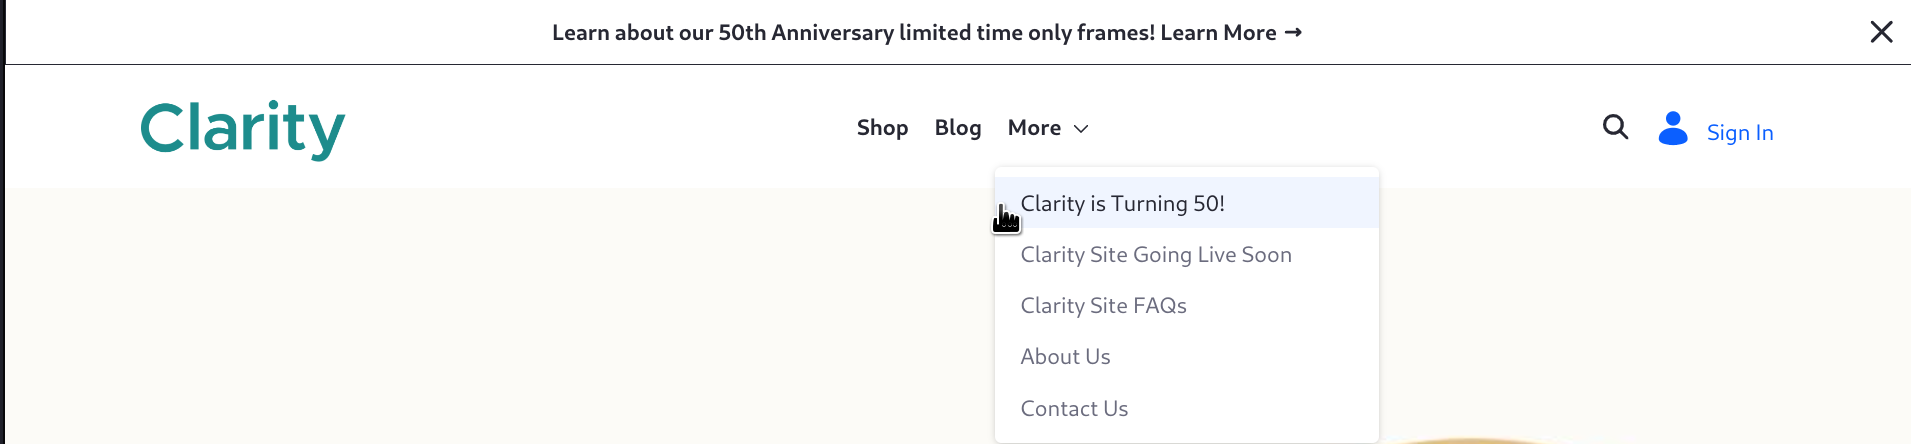 Learn about our 50th Anniversary limited time only frames! Learn More →
Clarity
Shop Blog More
Sign In
Clarity is Turning 50!
Clarity Site Going Live Soon
Clarity Site FAQs
About Us
Contact Us